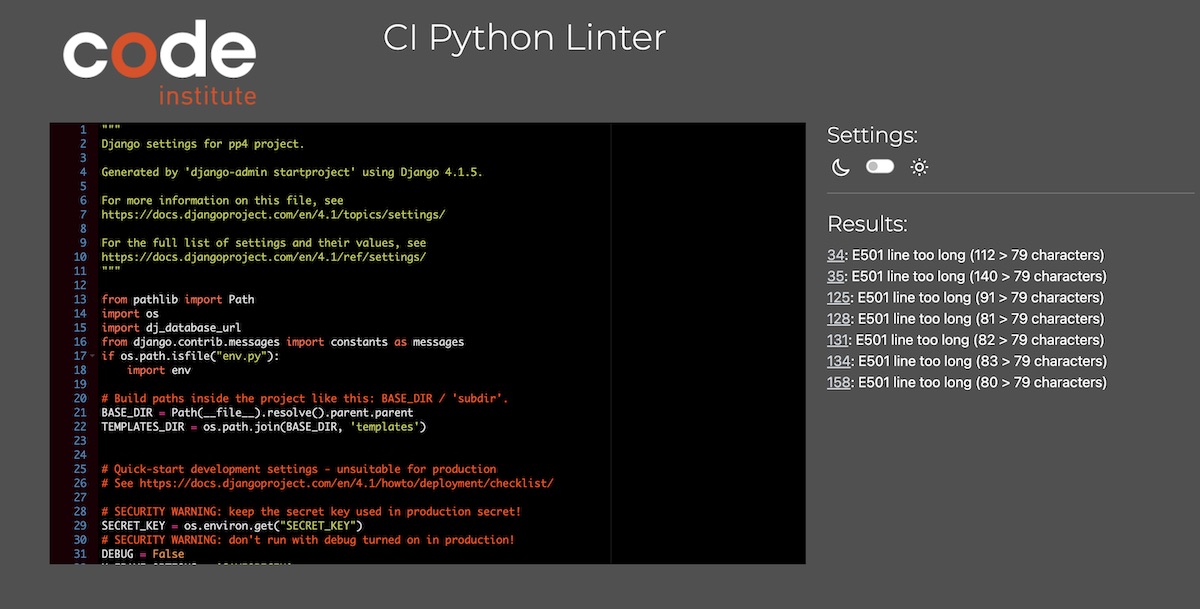 code
institute
CI Python Linter
1 """
2 Django settings for pp4 project.
3
4 Generated by 'django-admin startproject' using Django 4.1.5.
5
6 For more information on this file, see
7 https://docs.djangoproject.com/en/4.1/topics/settings/
8
9 For the full list of settings and their values, see
10 https://docs.djangoproject.com/en/4.1/ref/settings/
11 """
12
13 from pathlib import Path
14 import os
15 import dj_database_url
16 from django.contrib.messages import constants as messages
17 if os.path.isfile("env.py"):
18     import env
19
20 # Build paths inside the project like this: BASE_DIR / 'subdir'.
21 BASE_DIR = Path(__file__).resolve().parent.parent
22 TEMPLATES_DIR = os.path.join(BASE_DIR, 'templates')
23
24
25 # Quick-start development settings - unsuitable for production
26 # See https://docs.djangoproject.com/en/4.1/howto/deployment/checklist/
27
28 # SECURITY WARNING: keep the secret key used in production secret!
29 SECRET_KEY = os.environ.get("SECRET_KEY")
30 # SECURITY WARNING: don't run with debug turned on in production!
31 DEBUG = False
Settings:
Results:
34: E501 line too long (112 > 79 characters)
35: E501 line too long (140 > 79 characters)
125: E501 line too long (91 > 79 characters)
128: E501 line too long (81 > 79 characters)
131: E501 line too long (82 > 79 characters)
134: E501 line too long (83 > 79 characters)
158: E501 line too long (80 > 79 characters)